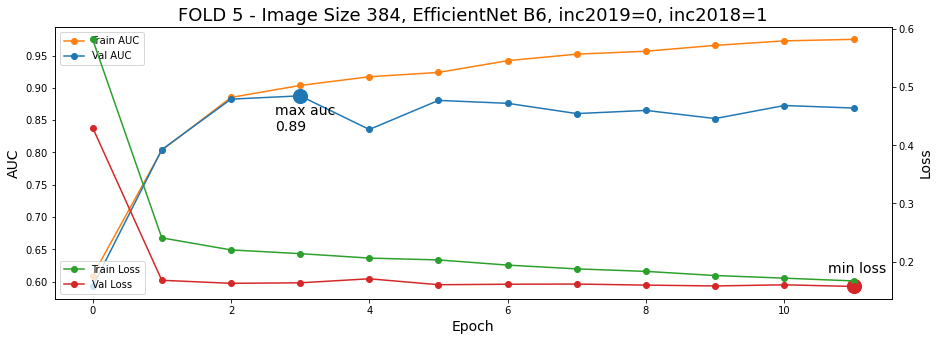 FOLD 5 - Image Size 384, EfficientNet B6, inc2019=0, inc2018=1
Train AUC
Val AUC
max auc
0.89
min loss
Train Loss
Val Loss
AUC
0.95
0.90
0.85
0.80
0.75
0.70
0.65
0.60
Loss
0.6
0.5
0.4
0.3
0.2
0
2
4
6
8
10
Epoch